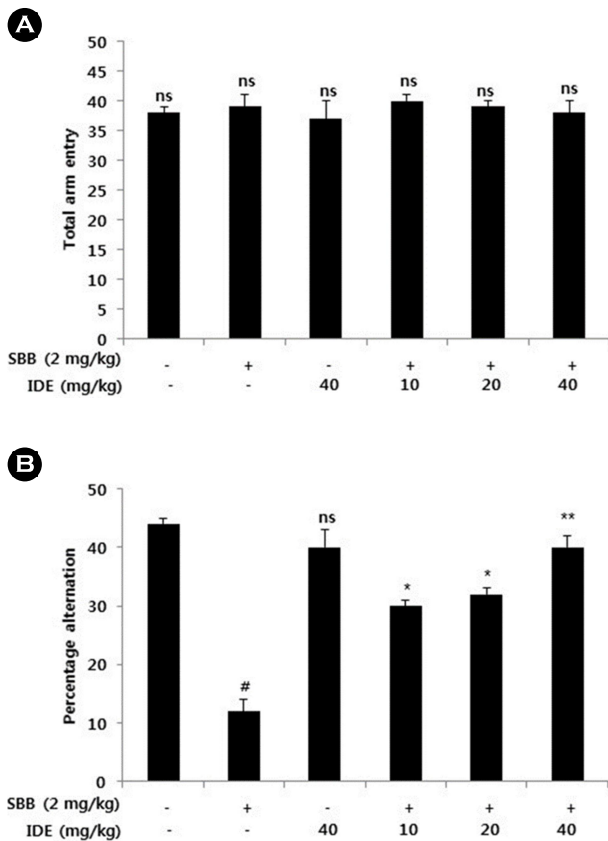 A
50
45
40
35
30
25
20
15
10
5
0
Total arm entry
ns ns ns ns ns ns
SBB (2 mg/kg) - + - + + +
IDE (mg/kg) - - 40 10 20 40
B
50
40
30
20
10
0
Percentage alternation
# ns * * **
SBB (2 mg/kg) - + - + + +
IDE (mg/kg) - - 40 10 20 40